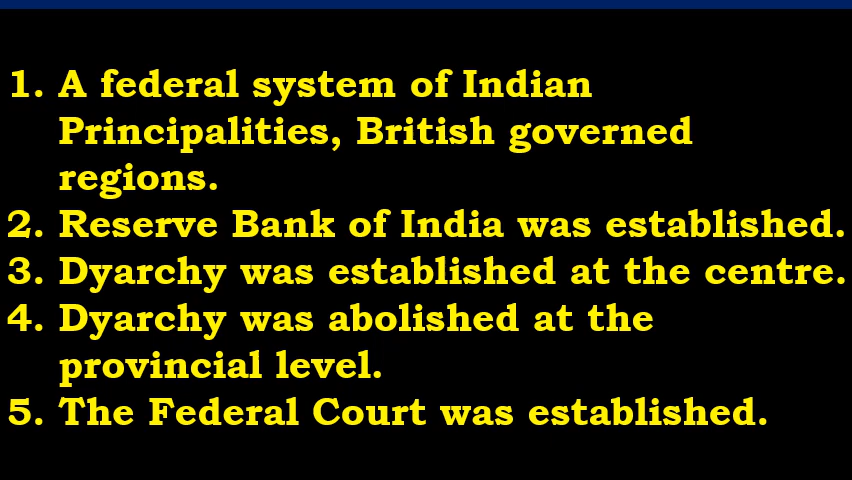 1. A federal system of Indian
Principalities, British governed
regions.
2. Reserve Bank of India was established.
3. Dyarchy was established at the centre.
4. Dyarchy was abolished at the
provincial level.
5. The Federal Court was established.